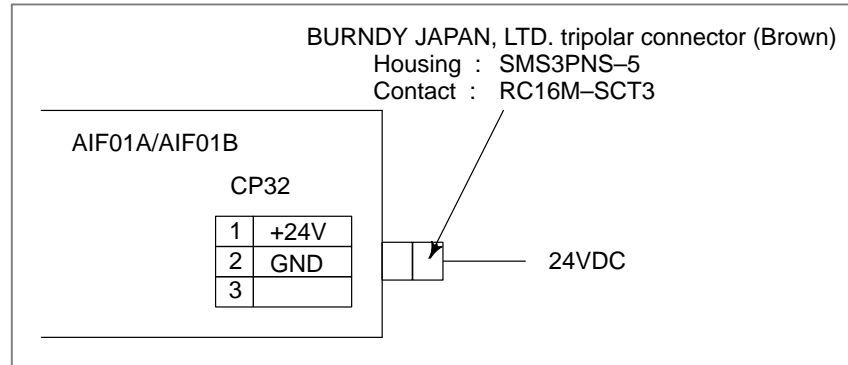 BURNDY JAPAN, LTD. tripolar connector (Brown)
Housing : SMS3PNS–5
Contact : RC16M–SCT3
AIF01A/AIF01B
CP32
1 +24V
2 GND
3
24VDC